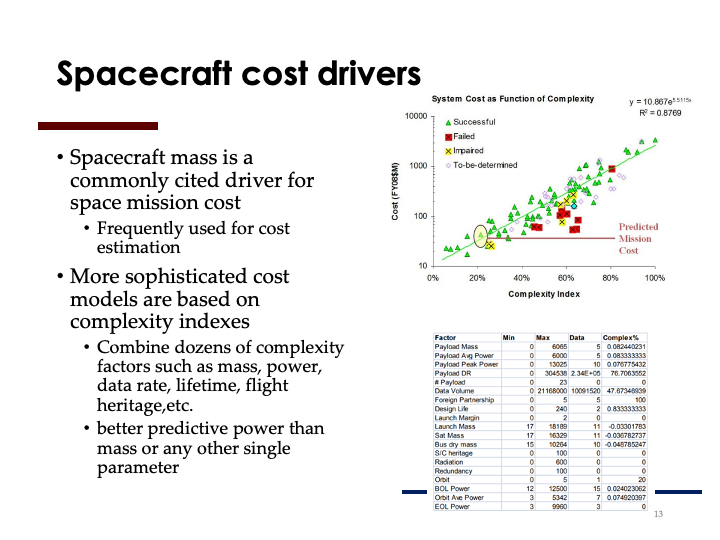 Spacecraft cost drivers
• Spacecraft mass is a
commonly cited driver for
space mission cost
• Frequently used for cost
estimation
• More sophisticated cost
models are based on
complexity indexes
• Combine dozens of complexity
factors such as mass, power,
data rate, lifetime, flight
heritage,etc.
• better predictive power than
mass or any other single
parameter
System Cost as Function of Complexity
y = 10.867e^5.5115x
R² = 0.8769
Cost (FY08$M)
10000
1000
100
10
Successful
Failed
Impaired
To-be-determined
Predicted
Mission
Cost
0% 20% 40% 60% 80% 100%
Complexity Index
Factor Min Max Data Complex%
Payload Mass 0 6065 5 0.082440231
Payload Avg Power 0 6000 5 0.083333333
Payload Peak Power 0 13025 10 0.076775432
Payload DR 0 304538 2.34E+05 76.7063552
# Payload 0 23 0 0
Data Volume 0 21168000 10091520 47.67346939
Foreign Partnership 0 5 5 100
Design Life 0 240 2 0.833333333
Launch Margin 0 2 0 0
Launch Mass 17 18189 11 -0.03301783
Sat Mass 17 16329 11 -0.036782737
Bus dry mass 15 10264 10 -0.048785247
S/C heritage 0 100 0 0
Radiation 0 600 0 0
Redundancy 0 100 0 0
Orbit 0 5 1 20
BOL Power 12 12500 15 0.024023062
Orbit Ave Power 3 5342 7 0.074920397
EOL Power 3 9960 3 0
13